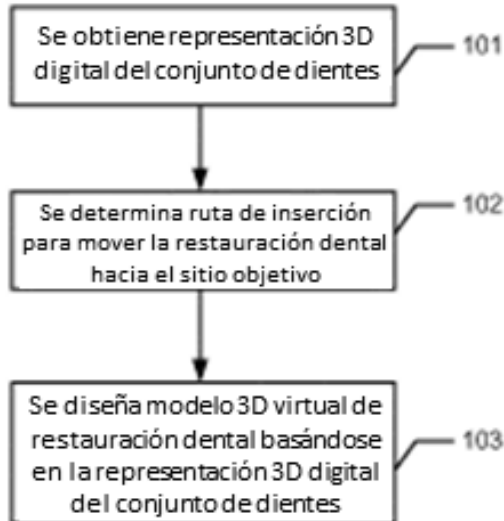 Se obtiene representación 3D
digital del conjunto de dientes
101
Se determina ruta de inserción
para mover la restauración dental
hacia el sitio objetivo
102
Se diseña modelo 3D virtual de
restauración dental basándose
en la representación 3D digital
del conjunto de dientes
103